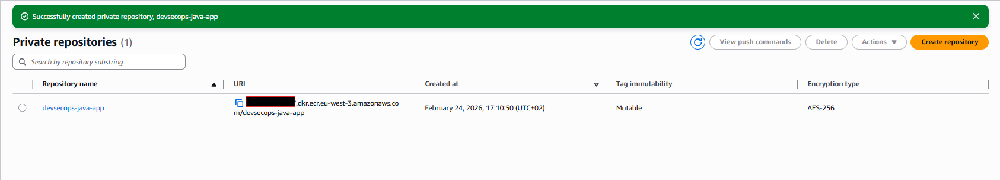 Successfully created private repository, devsecops-java-app
Private repositories (1)
View push commands
Delete
Actions
Create repository
Search by repository substring
Repository name
URI
Created at
Tag immutability
Encryption type
devsecops-java-app
.dkr.ecr.eu-west-3.amazonaws.co
m/devsecops-java-app
February 24, 2026, 17:10:50 (UTC+02)
Mutable
AES-256